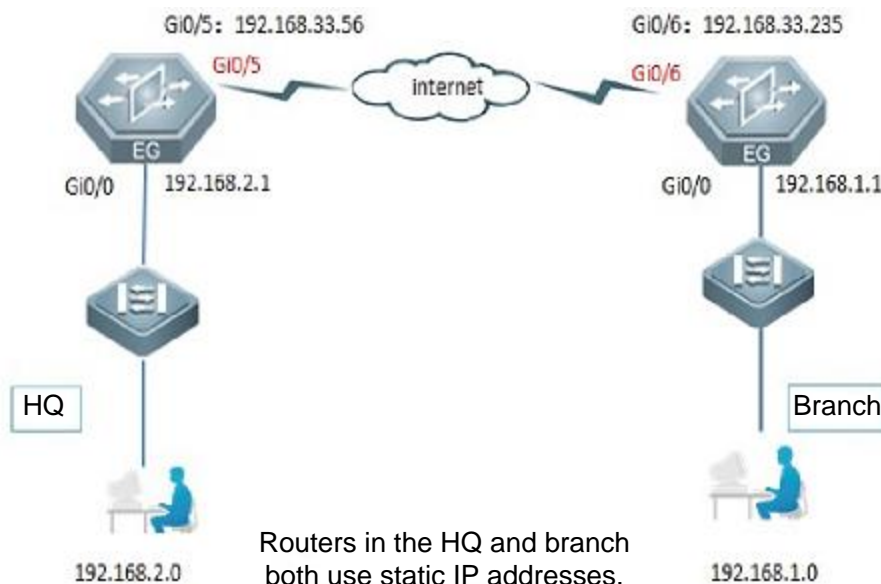 Gi0/5: 192.168.33.56
Gi0/6: 192.168.33.235
Gi0/5
internet
Gi0/6
EG
EG
Gi0/0
192.168.2.1
Gi0/0
192.168.1.1
HQ
Branch
Routers in the HQ and branch
both use static IP addresses.
192.168.2.0
192.168.1.0